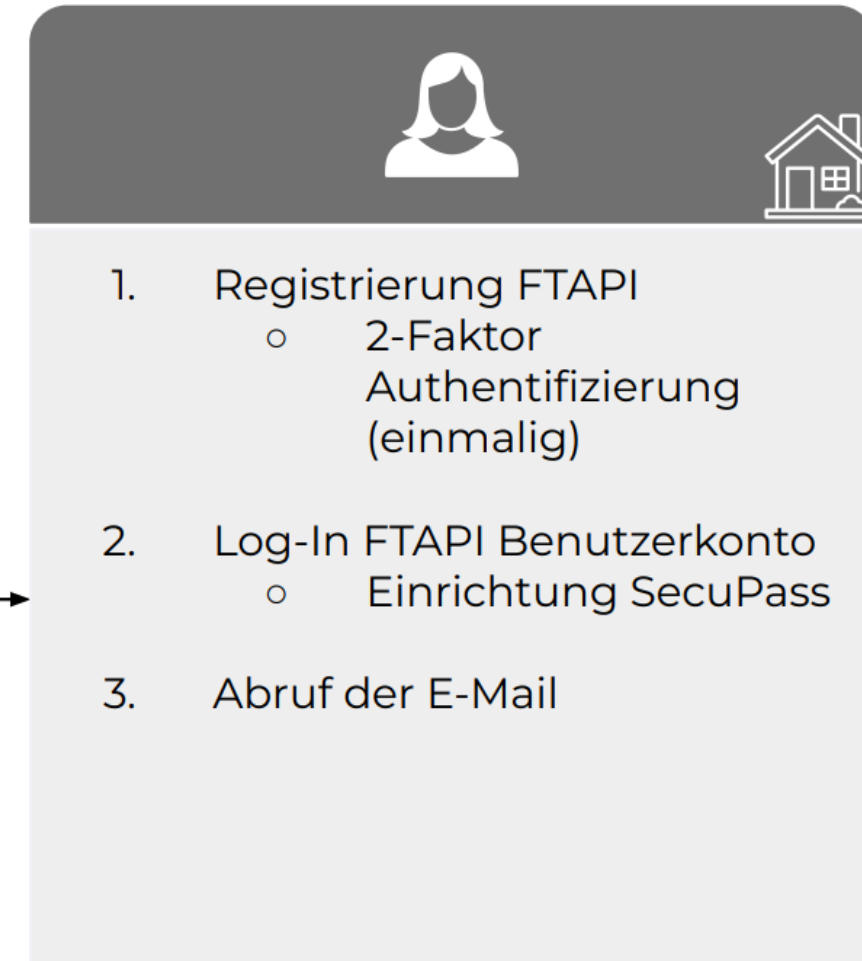 1. Registrierung FTAPI
○ 2-Faktor
Authentifizierung
(einmalig)
2. Log-In FTAPI Benutzerkonto
○ Einrichtung SecuPass
3. Abruf der E-Mail